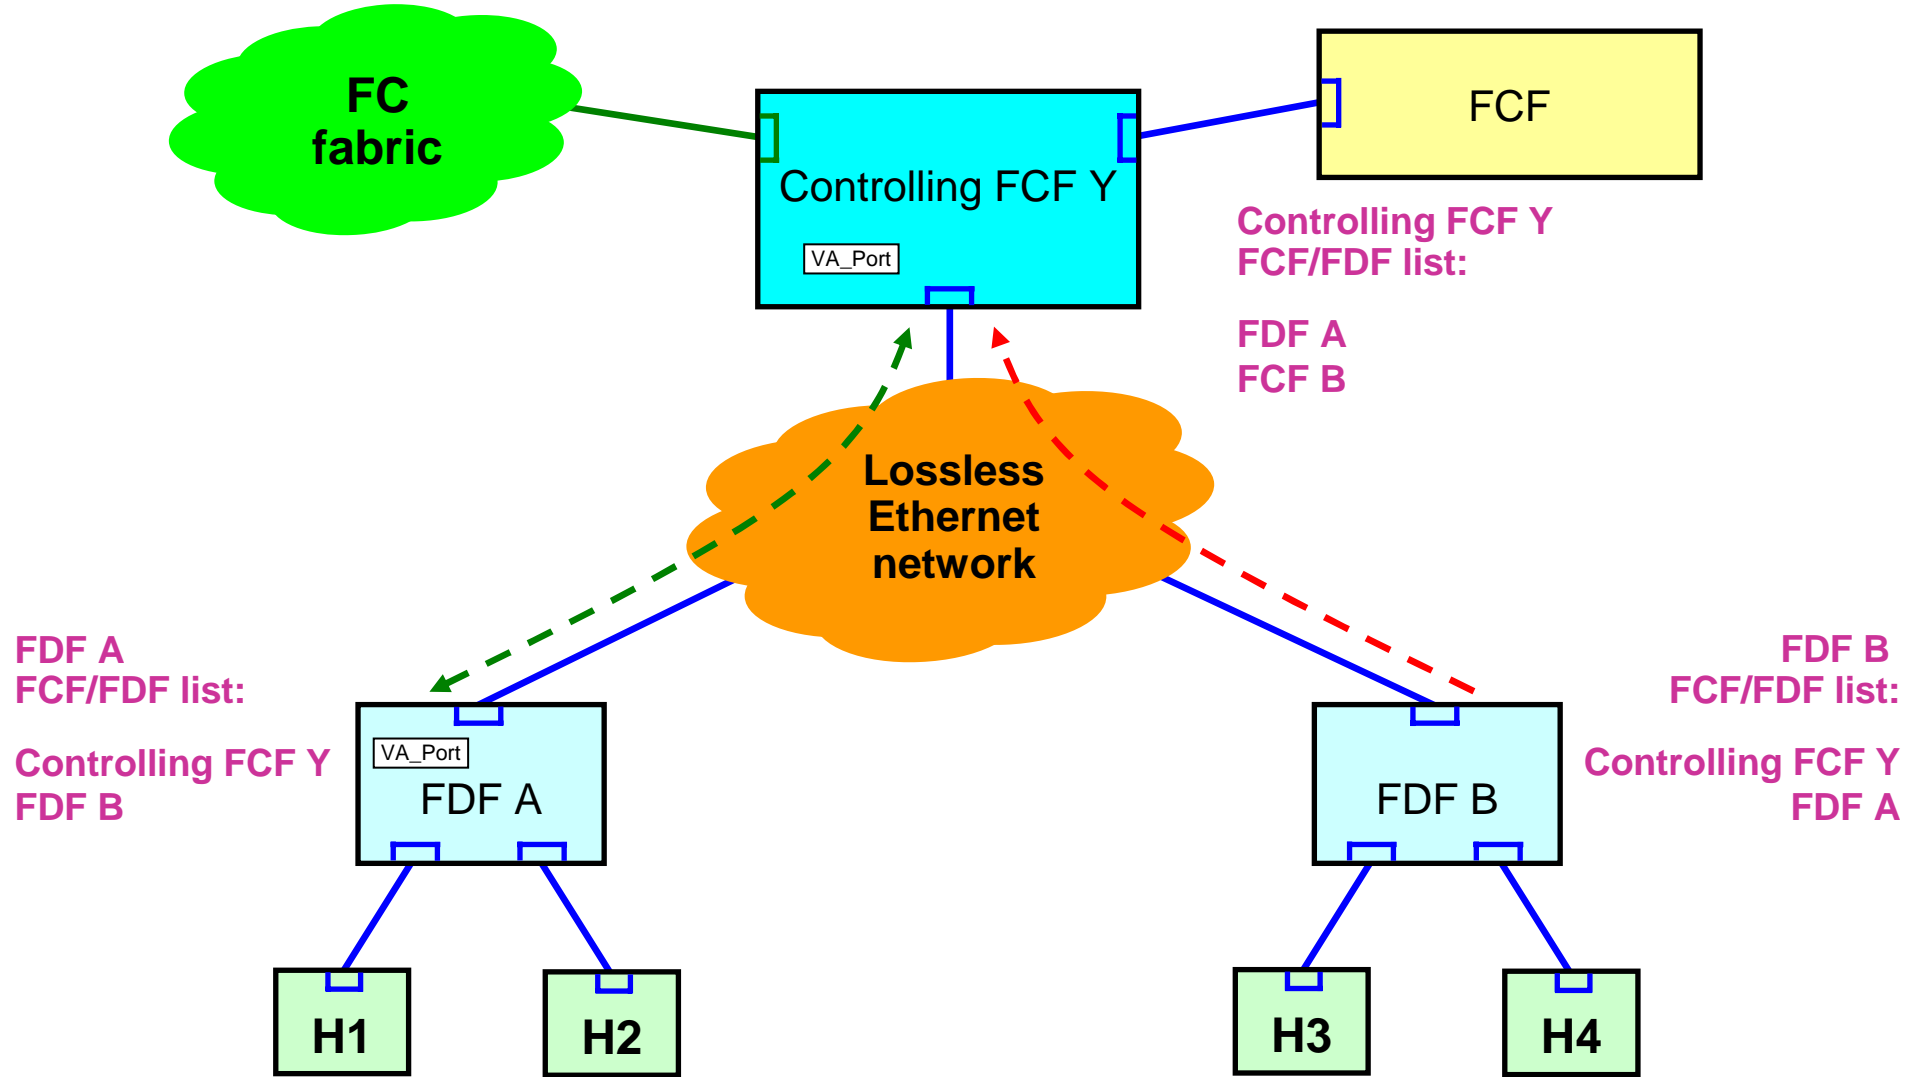 FC
fabric
FCF
Controlling FCF Y
VA_Port
Controlling FCF Y
FCF/FDF list:
FDF A
FCF B
Lossless
Ethernet
network
FDF A
FCF/FDF list:
Controlling FCF Y
FDF B
VA_Port
FDF A
FDF B
FCF/FDF list:
Controlling FCF Y
FDF A
FDF B
H1
H2
H3
H4